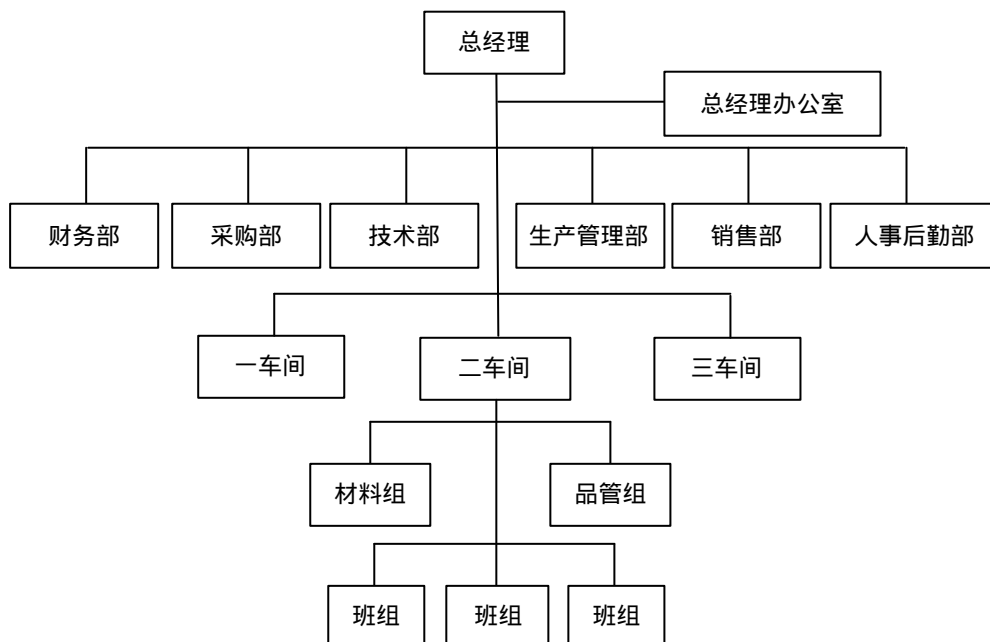 总经理
总经理办公室
财务部
采购部
技术部
生产管理部
销售部
人事后勤部
一车间
二车间
三车间
材料组
品管组
班组
班组
班组